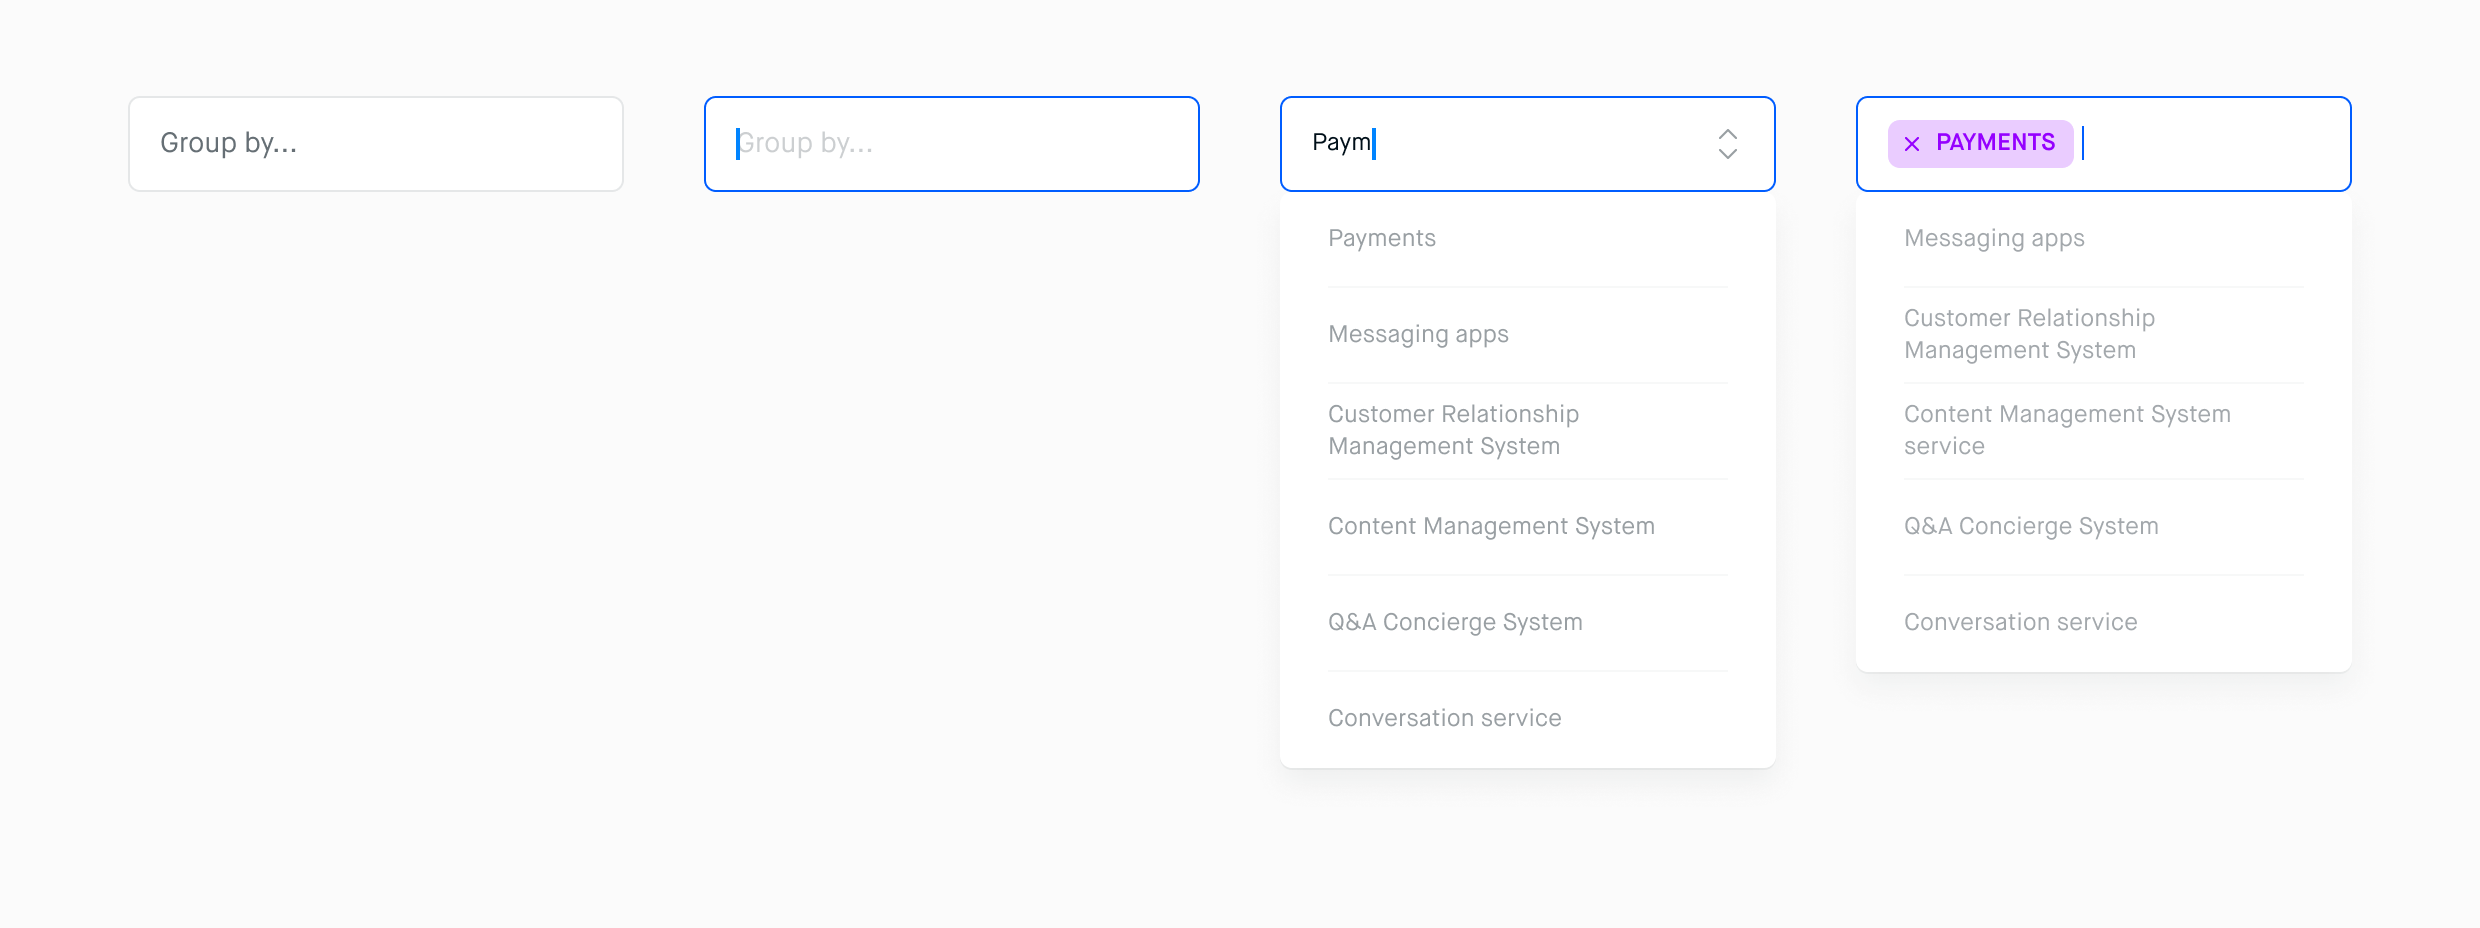 Group by...
Group by...
Paym
Payments
Messaging apps
Customer Relationship
Management System
Content Management System
Q&A Concierge System
Conversation service
PAYMENTS
Messaging apps
Customer Relationship
Management System
Content Management System
service
Q&A Concierge System
Conversation service